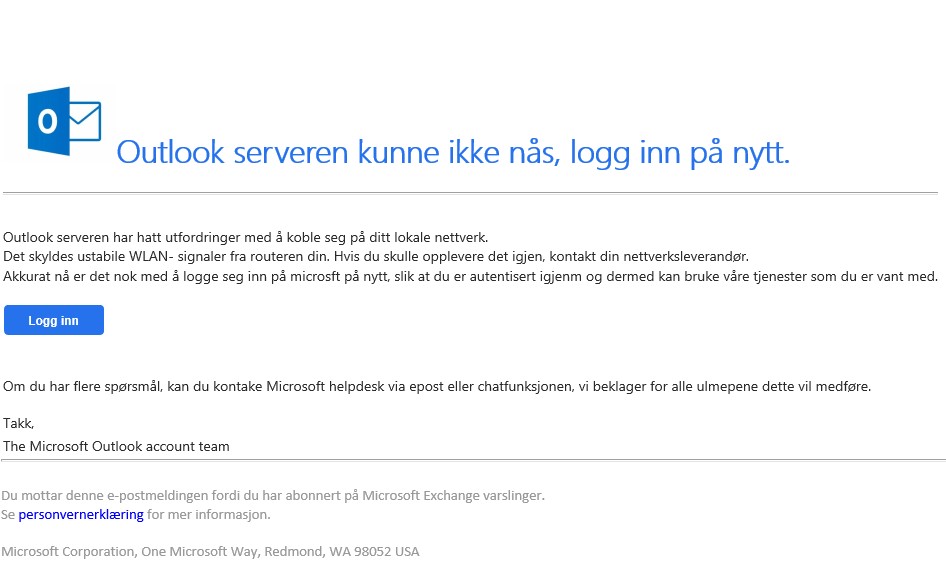 O
Outlook serveren kunne ikke nås, logg inn på nytt.
Outlook serveren har hatt utfordringer med å koble seg på ditt lokale nettverk.
Det skyldes ustabile WLAN- signaler fra routeren din. Hvis du skulle opplevere det igjen, kontakt din nettverksleverandør.
Akkurat nå er det nok med å logge seg inn på microsft på nytt, slik at du er autentisert igjenm og dermed kan bruke våre tjenester som du er vant med.
Logg inn
Om du har flere spørsmål, kan du kontake Microsoft helpdesk via epost eller chatfunksjonen, vi beklager for alle ulmepene dette vil medføre.
Takk,
The Microsoft Outlook account team
Du mottar denne e-postmeldingen fordi du har abonnert på Microsoft Exchange varslinger.
Se personvernerklæring for mer informasjon.
Microsoft Corporation, One Microsoft Way, Redmond, WA 98052 USA